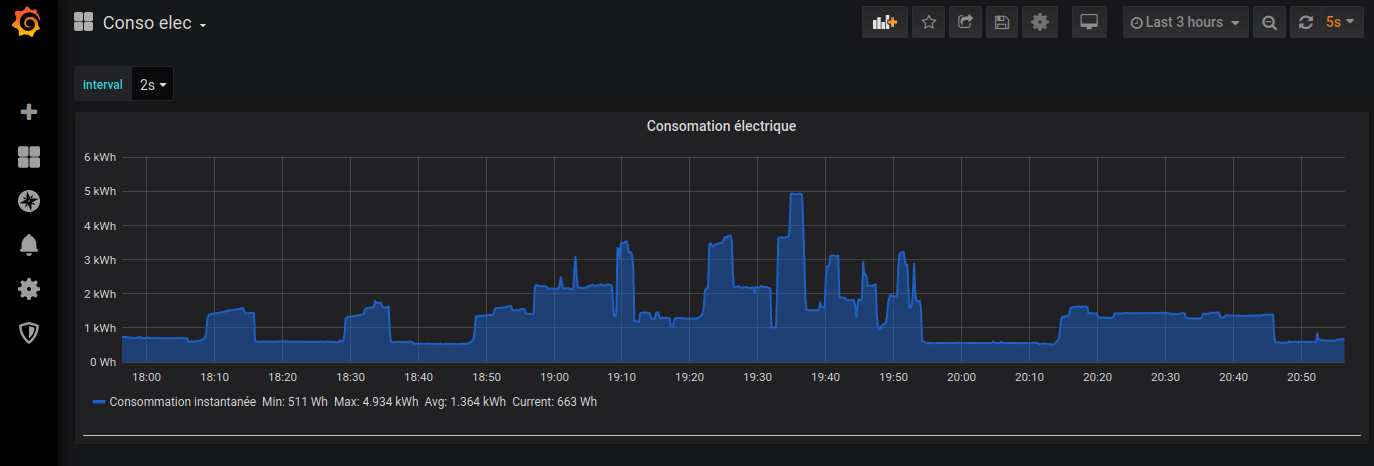 Conso elec
Last 3 hours
5s
Interval 2s
Consomation électrique
6 kWh
5 kWh
4 kWh
3 kWh
2 kWh
1 kWh
0 Wh
18:00 18:10 18:20 18:30 18:40 18:50 19:00 19:10 19:20 19:30 19:40 19:50 20:00 20:10 20:20 20:30 20:40 20:50
Consommation instantanée Min: 511 Wh Max: 4.934 kWh Avg: 1.364 kWh Current: 663 Wh